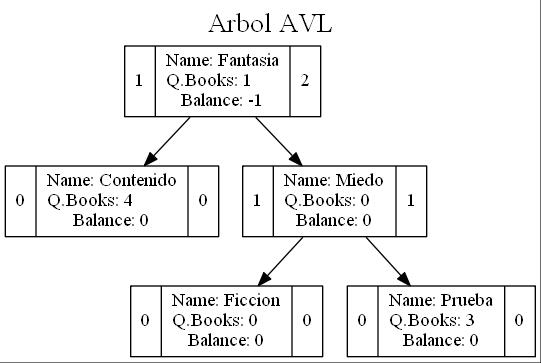 Arbol AVL
1 Name: Fantasia 2
Q.Books: 1
Balance: -1
0 Name: Contenido 0
Q.Books: 4
Balance: 0
1 Name: Miedo 1
Q.Books: 0
Balance: 0
0 Name: Ficcion 0
Q.Books: 0
Balance: 0
0 Name: Prueba 0
Q.Books: 3
Balance: 0